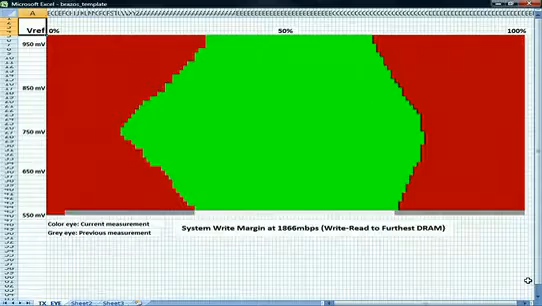 Microsoft Excel - brazos_template
A
Vref 0% 50% 100%
950 mV
850 mV
750 mV
650 mV
550 mV
Color eye: Current measurement
Grey eye: Previous measurement
System Write Margin at 1866mbps (Write-Read to Furthest DRAM)
TX_EYE Sheet2 Sheet3